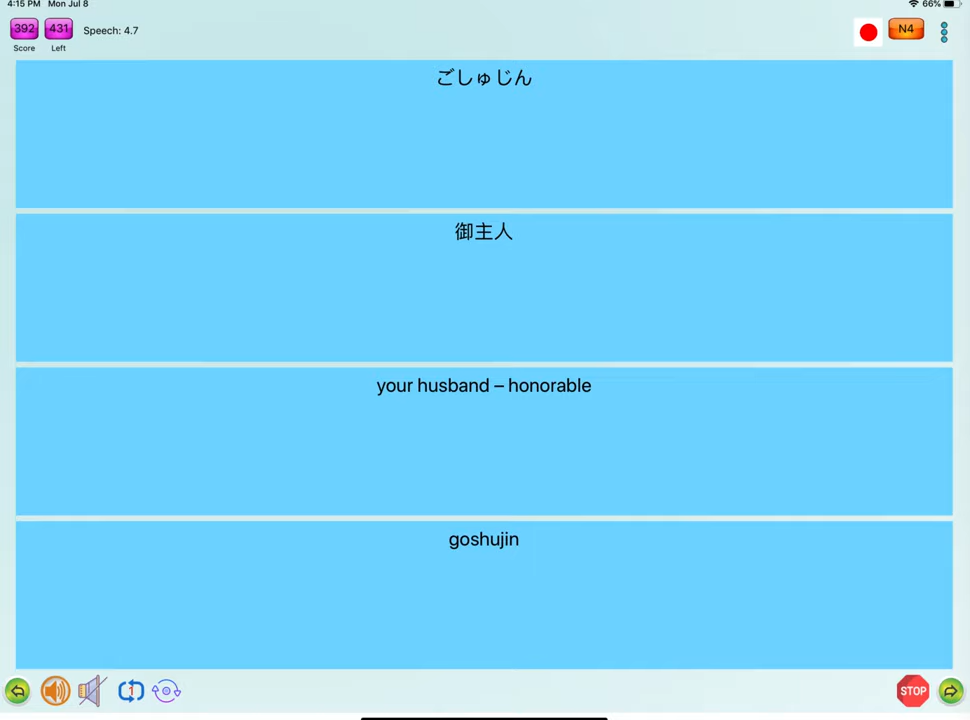 4:15 PM Mon Jul 8 66%
392 431 Speech: 4.7 N4
Score Left
ごしゅじん
御主人
your husband – honorable
goshujin
1 STOP